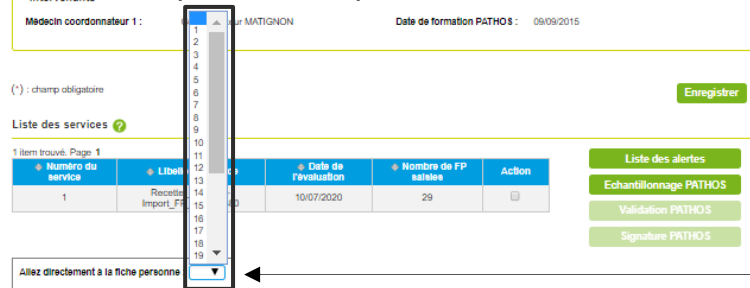 Médecin coordonnateur 1 : ur MATIGNON Date de formation PATHOS : 09/09/2015
(*) : champ obligatoire
Enregistrer
Liste des services ?
1 item trouvé. Page 1
Numéro du service Libell ce Date de l'évaluation Nombre de FP saisies Action
1 Recette Import_FP 10/07/2020 29
Liste des alertes
Echantillonnage PATHOS
Validation PATHOS
Signature PATHOS
1
2
3
4
5
6
7
8
9
10
11
12
13
14
15
16
17
18
19
Allez directement à la fiche personne